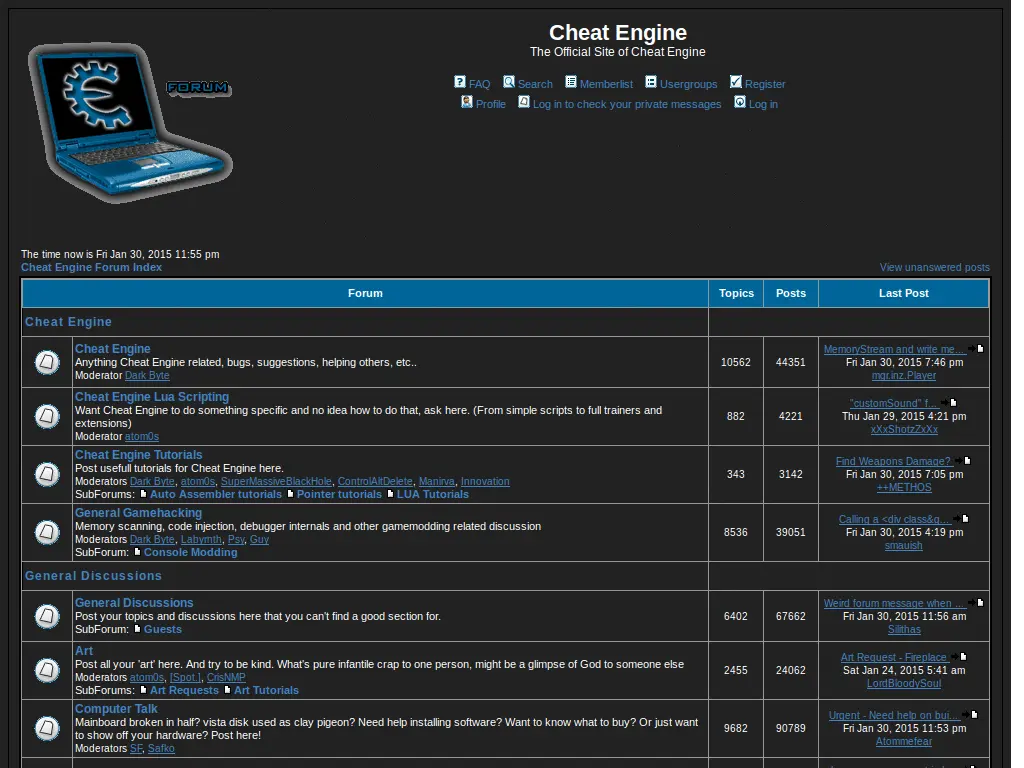 Cheat Engine
The Official Site of Cheat Engine
FORUM
FAQ Search Memberlist Usergroups Register
Profile Log in to check your private messages Log in
The time now is Fri Jan 30, 2015 11:55 pm
Cheat Engine Forum Index
View unanswered posts
Forum Topics Posts Last Post
Cheat Engine
Cheat Engine
Anything Cheat Engine related, bugs, suggestions, helping others, etc..
Moderator Dark Byte
10562
44351
MemoryStream and write me...
Fri Jan 30, 2015 7:46 pm
mgr.inz.Player
Cheat Engine Lua Scripting
Want Cheat Engine to do something specific and no idea how to do that, ask here. (From simple scripts to full trainers and
extensions)
Moderator atom0s
882
4221
"customSound" f...
Thu Jan 29, 2015 4:21 pm
xXxShotzZxXx
Cheat Engine Tutorials
Post usefull tutorials for Cheat Engine here.
Moderators Dark Byte, atom0s, SuperMassiveBlackHole, ControlAltDelete, Manirva, Innovation
SubForums: Auto Assembler tutorials Pointer tutorials LUA Tutorials
343
3142
Find Weapons Damage?
Fri Jan 30, 2015 7:05 pm
++METHOS
General Gamehacking
Memory scanning, code injection, debugger internals and other gamemodding related discussion
Moderators Dark Byte, Labymth, Psy, Guy
SubForum: Console Modding
8536
39051
Calling a <div class&q...
Fri Jan 30, 2015 4:19 pm
smauish
General Discussions
General Discussions
Post your topics and discussions here that you can't find a good section for.
SubForum: Guests
6402
67662
Weird forum message when ...
Fri Jan 30, 2015 11:56 am
Silithas
Art
Post all your 'art' here. And try to be kind. What's pure infantile crap to one person, might be a glimpse of God to someone else
Moderators atom0s, [Spot.], CrisNMP
SubForums: Art Requests Art Tutorials
2455
24062
Art Request - Fireplace
Sat Jan 24, 2015 5:41 am
LordBloodySoul
Computer Talk
Mainboard broken in half? vista disk used as clay pigeon? Need help installing software? Want to know what to buy? Or just want
to show off your hardware? Post here!
Moderators SF, Safko
9682
90789
Urgent - Need help on bui...
Fri Jan 30, 2015 11:53 pm
Atommefear